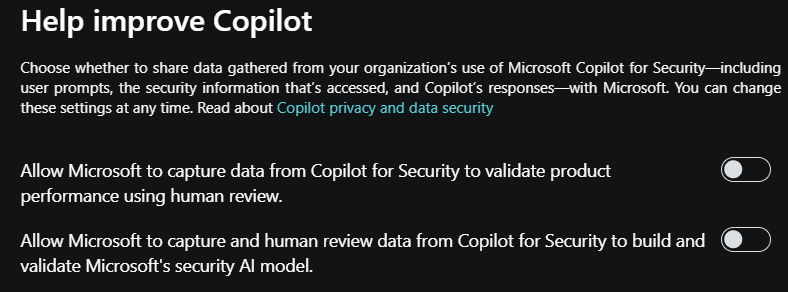 Help improve Copilot
Choose whether to share data gathered from your organization’s use of Microsoft Copilot for Security—including
user prompts, the security information that’s accessed, and Copilot’s responses—with Microsoft. You can change
these settings at any time. Read about Copilot privacy and data security
Allow Microsoft to capture data from Copilot for Security to validate product
performance using human review.
Allow Microsoft to capture and human review data from Copilot for Security to build and
validate Microsoft's security AI model.